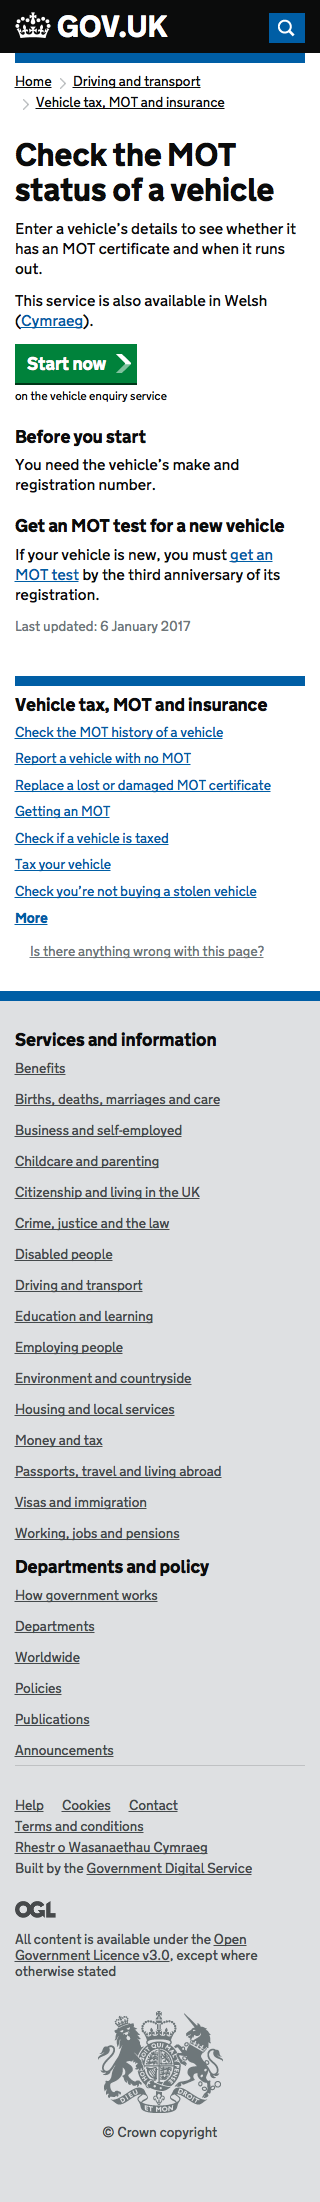 GOV.UK
Home > Driving and transport
> Vehicle tax, MOT and insurance
Check the MOT
status of a vehicle
Enter a vehicle’s details to see whether it
has an MOT certificate and when it runs
out.
This service is also available in Welsh
(Cymraeg).
Start now
on the vehicle enquiry service
Before you start
You need the vehicle’s make and
registration number.
Get an MOT test for a new vehicle
If your vehicle is new, you must get an
MOT test by the third anniversary of its
registration.
Last updated: 6 January 2017
Vehicle tax, MOT and insurance
Check the MOT history of a vehicle
Report a vehicle with no MOT
Replace a lost or damaged MOT certificate
Getting an MOT
Check if a vehicle is taxed
Tax your vehicle
Check you’re not buying a stolen vehicle
More
Is there anything wrong with this page?
Services and information
Benefits
Births, deaths, marriages and care
Business and self-employed
Childcare and parenting
Citizenship and living in the UK
Crime, justice and the law
Disabled people
Driving and transport
Education and learning
Employing people
Environment and countryside
Housing and local services
Money and tax
Passports, travel and living abroad
Visas and immigration
Working, jobs and pensions
Departments and policy
How government works
Departments
Worldwide
Policies
Publications
Announcements
Help Cookies Contact
Terms and conditions
Rhestr o Wasanaethau Cymraeg
Built by the Government Digital Service
OGL
All content is available under the Open
Government Licence v3.0, except where
otherwise stated
DIEU ET MON DROIT
© Crown copyright